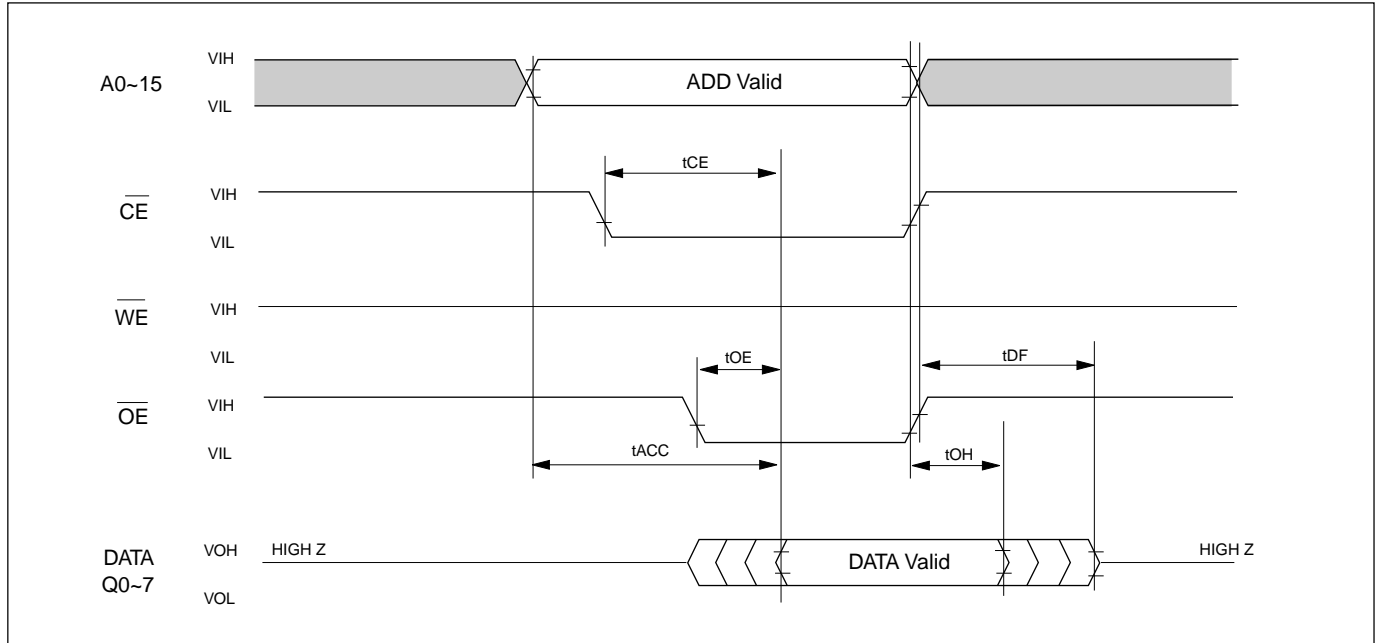 A0~15
VIH
VIL
ADD Valid
tCE
CE
VIH
VIL
WE
VIH
VIL
tOE
tDF
OE
VIH
VIL
tACC
tOH
DATA
Q0~7
VOH
VOL
HIGH Z
DATA Valid
HIGH Z